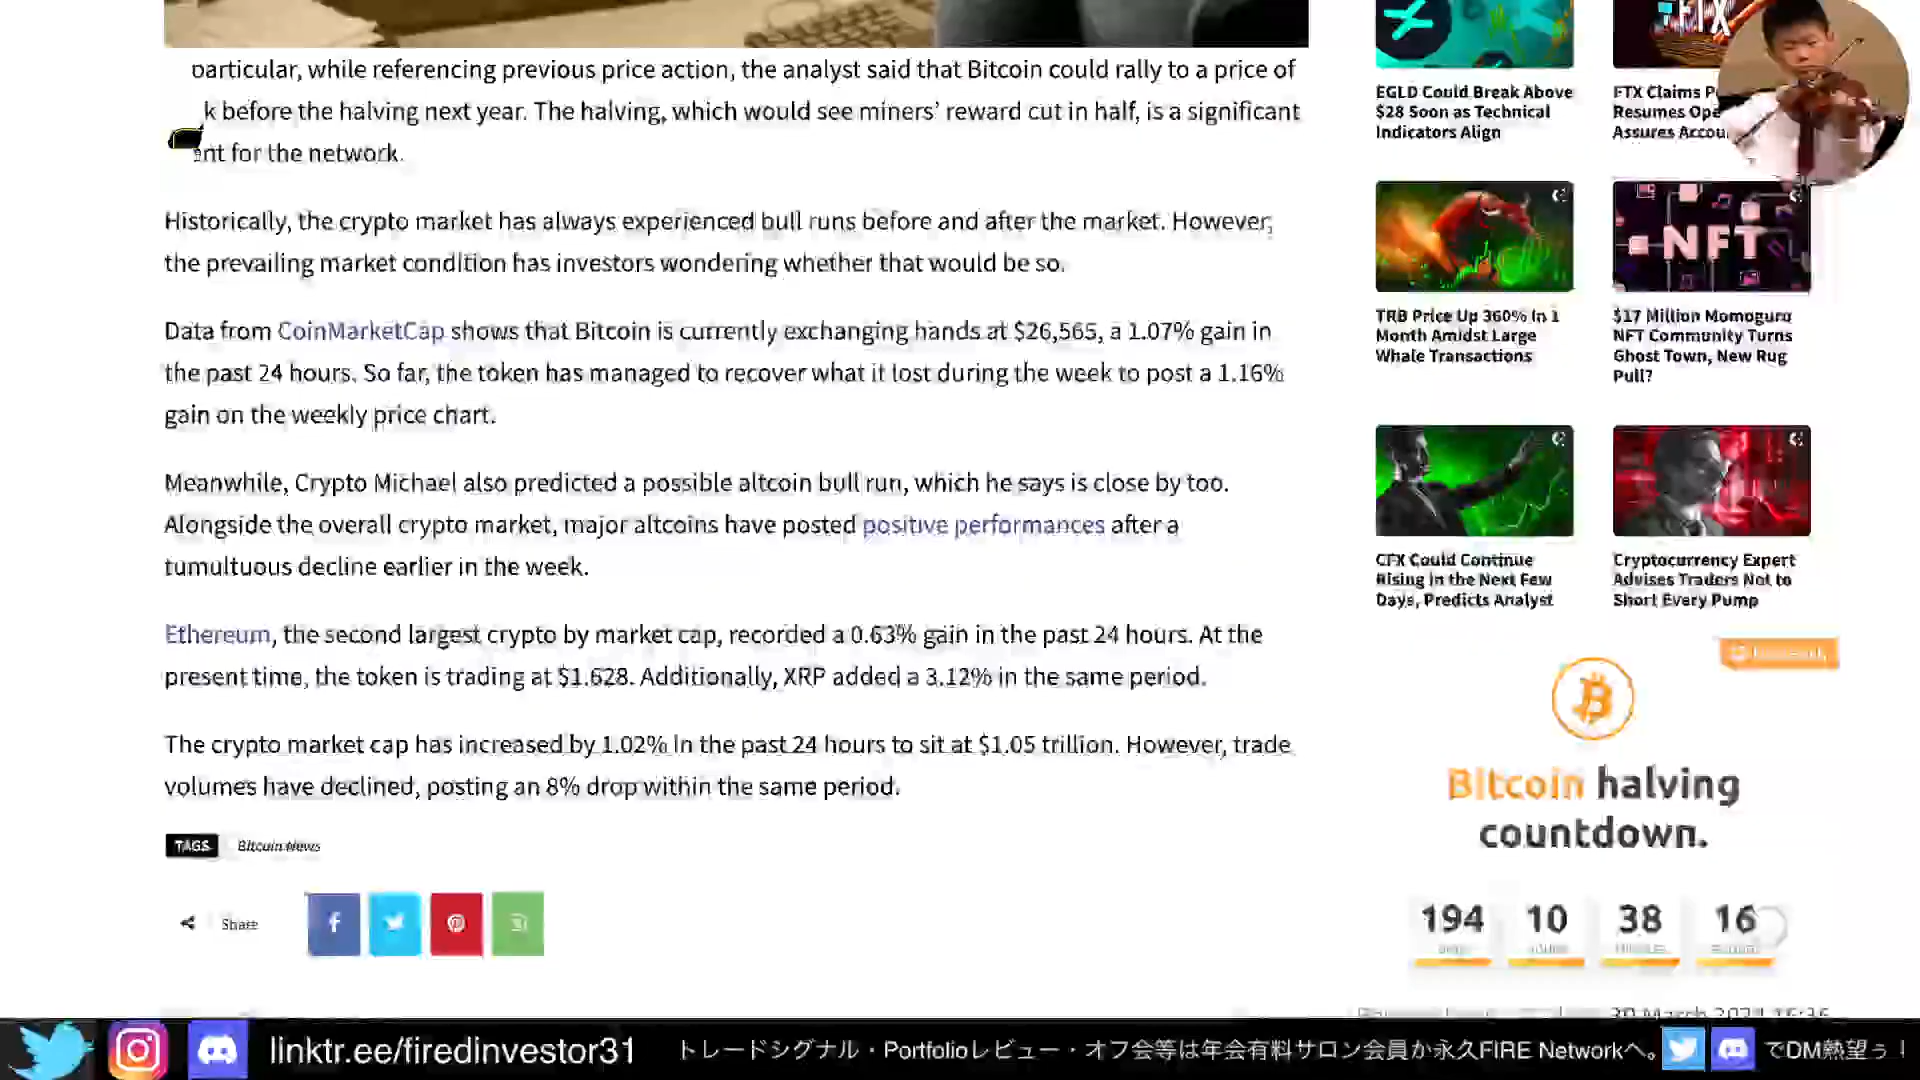 particular, while referencing previous price action, the analyst said that Bitcoin could rally to a price of
k before the halving next year. The halving, which would see miners' reward cut in half, is a significant
ent for the network.
Historically, the crypto market has always experienced bull runs before and after the market. However,
the prevailing market condition has investors wondering whether that would be so.
Data from CoinMarketCap shows that Bitcoin is currently exchanging hands at $26,565, a 1.07% gain in
the past 24 hours. So far, the token has managed to recover what it lost during the week to post a 1.16%
gain on the weekly price chart.
Meanwhile, Crypto Michael also predicted a possible altcoin bull run, which he says is close by too.
Alongside the overall crypto market, major altcoins have posted positive performances after a
tumultuous decline earlier in the week.
Ethereum, the second largest crypto by market cap, recorded a 0.63% gain in the past 24 hours. At the
present time, the token is trading at $1,628. Additionally, XRP added a 3.12% in the same period.
The crypto market cap has increased by 1.02% in the past 24 hours to sit at $1.05 trillion. However, trade
volumes have declined, posting an 8% drop within the same period.
TAGS Bitcoin News
Share
FTX
EGLD Could Break Above
$28 Soon as Technical
Indicators Align
FTX Claims
Resumes
Assures
NFT
TRB Price Up 360% in 1
Month Amidst Large
Whale Transactions
$17 Million Momoguro
NFT Community Turns
Ghost Town, New Rug
Pull?
CFX Could Continue
Rising in the Next Few
Days, Predicts Analyst
Cryptocurrency Expert
Advises Traders Not to
Short Every Pump
Bitcoin halving
countdown.
194 10 38 16
linktr.ee/firedinvestor31 トレードシグナル・Portfolioレビュー・オフ会等は年会有料サロン会員か永久FIRE Networkへ。 でDM熱望ぅ！